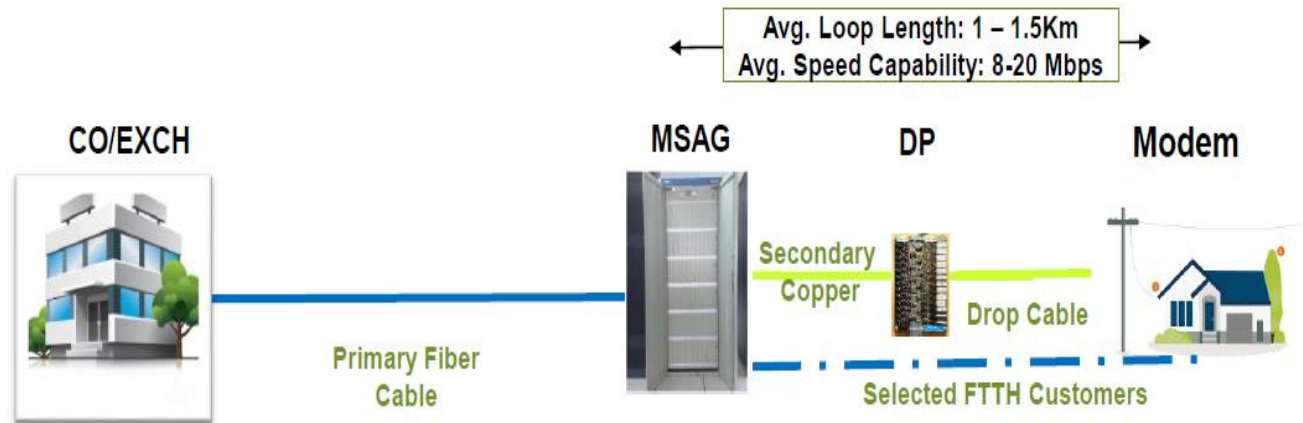 Avg. Loop Length: 1 – 1.5Km
Avg. Speed Capability: 8-20 Mbps
CO/EXCH
MSAG
DP
Modem
Secondary
Copper
Drop Cable
Primary Fiber
Cable
Selected FTTH Customers